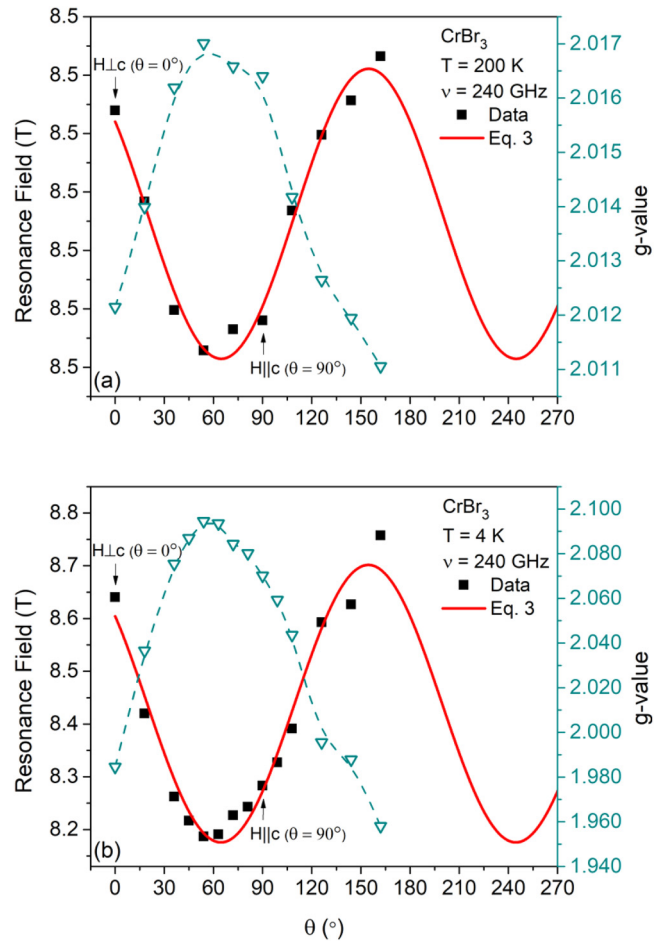 8.5
8.5
8.5
8.5
8.5
8.5
8.5
Resonance Field (T)
H⊥c (θ = 0°)
H||c (θ = 90°)
(a)
CrBr₃
T = 200 K
ν = 240 GHz
Data
Eq. 3
2.017
2.016
2.015
2.014
2.013
2.012
2.011
g-value
0 30 60 90 120 150 180 210 240 270
8.8
8.7
8.6
8.5
8.4
8.3
8.2
Resonance Field (T)
H⊥c (θ = 0°)
H||c (θ = 90°)
(b)
CrBr₃
T = 4 K
ν = 240 GHz
Data
Eq. 3
2.100
2.080
2.060
2.040
2.020
2.000
1.980
1.960
1.940
g-value
0 30 60 90 120 150 180 210 240 270
θ (°)